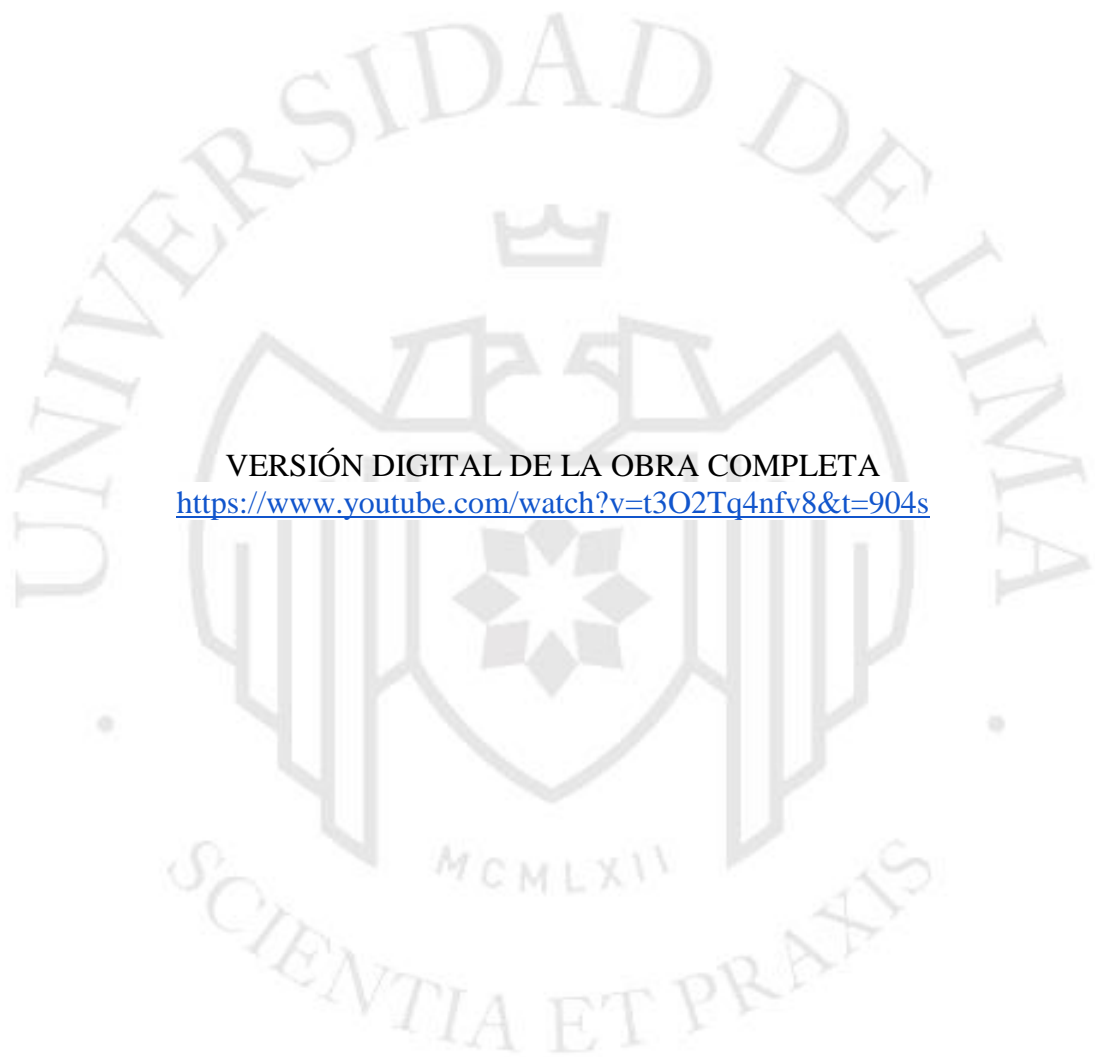 UNIVERSIDAD DE LIMA
VERSIÓN DIGITAL DE LA OBRA COMPLETA
https://www.youtube.com/watch?v=t3O2Tq4nfv8&t=904s
MCMLXII
SCIENTIA ET PRAXIS